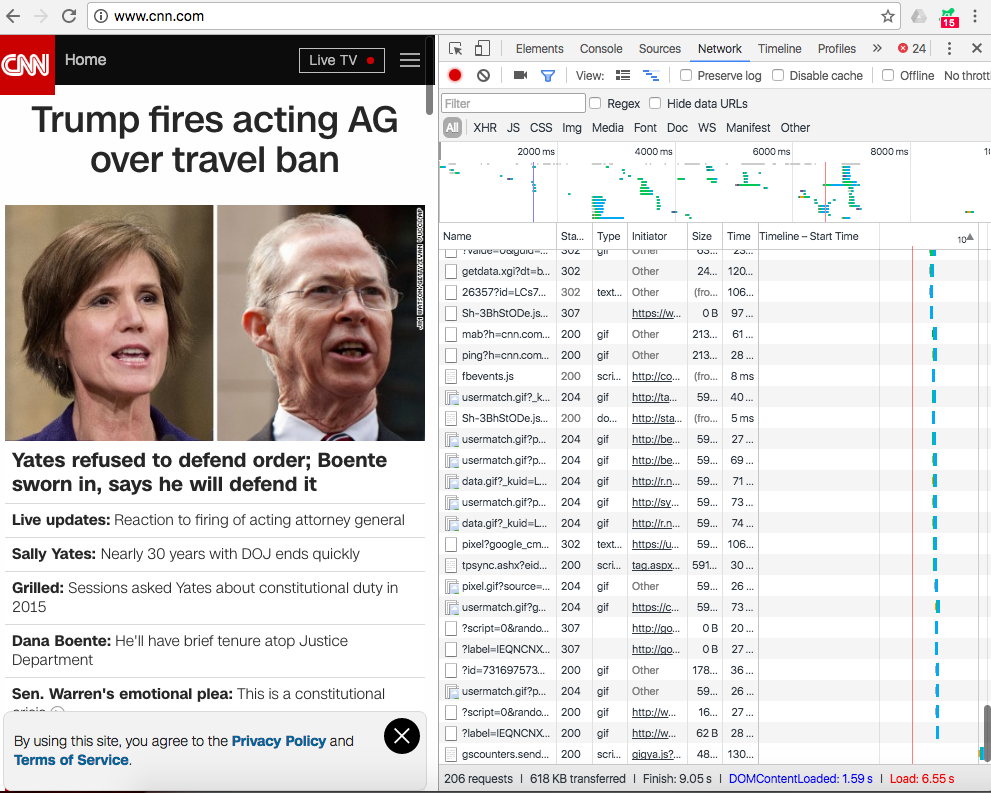 www.cnn.com
15
CNN
Home
Live TV
Trump fires acting AG
over travel ban
Yates refused to defend order; Boente
sworn in, says he will defend it
Live updates: Reaction to firing of acting attorney general
Sally Yates: Nearly 30 years with DOJ ends quickly
Grilled: Sessions asked Yates about constitutional duty in
2015
Dana Boente: He'll have brief tenure atop Justice
Department
Sen. Warren's emotional plea: This is a constitutional
By using this site, you agree to the Privacy Policy and
Terms of Service.
Elements Console Sources Network Timeline Profiles » 24
View: Preserve log Disable cache Offline No thrott
Filter Regex Hide data URLs
All XHR JS CSS Img Media Font Doc WS Manifest Other
2000 ms 4000 ms 6000 ms 8000 ms
Name Sta... Type Initiator Size Time Timeline – Start Time 10
?value=0&guid=... 302 gif Other 63... 23...
getdata.xgi?dt=b... 302 Other 24... 120...
26357?id=LCs7... 302 text... Other (fro... 106...
Sh-3BhStODe.js... 307 https://w... 0 B 97 ...
mab?h=cnn.com... 200 gif Other 213... 61 ...
ping?h=cnn.com... 200 gif Other 213... 28 ...
fbevents.js 200 scri... http://co... (fro... 8 ms
usermatch.gif?_k... 204 gif http://ta... 59... 40 ...
Sh-3BhStODe.js... 200 do... http://sta... (fro... 5 ms
usermatch.gif?p... 204 gif http://be... 59... 27 ...
usermatch.gif?p... 204 gif http://be... 59... 69 ...
data.gif?_kuid=L... 204 gif http://r.n... 59... 71 ...
usermatch.gif?p... 204 gif http://sy... 59... 73 ...
data.gif?_kuid=L... 204 gif http://r.n... 59... 74 ...
pixel?google_cm... 302 text... https://u... 59... 106...
tpsync.ashx?eid... 200 scri... tag.aspx... 591... 30 ...
pixel.gif?source=... 204 gif Other 59... 26 ...
usermatch.gif?g... 204 gif https://c... 59... 73 ...
?script=0&rando... 307 http://go... 0 B 20 ...
?label=IEQNCNX... 307 http://go... 0 B 27 ...
?id=731697573... 200 gif Other 178... 36 ...
usermatch.gif?p... 204 gif Other 59... 26 ...
?script=0&rando... 200 gif http://w... 16... 27 ...
?label=IEQNCNX... 200 gif http://w... 62 B 28 ...
gscounters.send... 200 scri... gigya.js?... 48... 130...
206 requests | 618 KB transferred | Finish: 9.05 s | DOMContentLoaded: 1.59 s | Load: 6.55 s